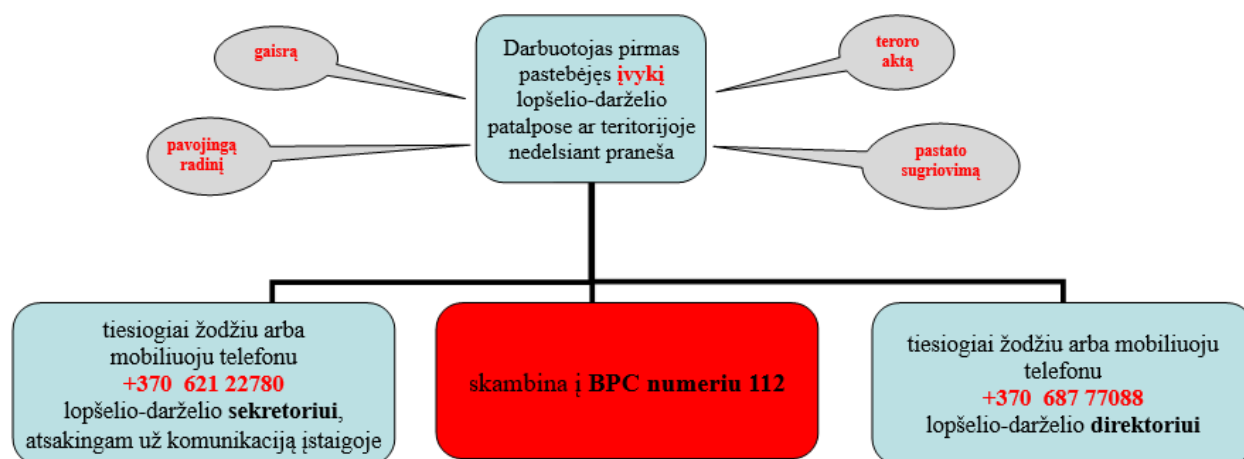 gaisrą
Darbuotojas pirmas
pastebėjęs įvykį
lopšelio-darželio
patalpose ar teritorijoje
nedelsiant praneša
teroro
aktą
pavojingą
radinį
pastato
sugriovimą
tiesiogiai žodžiu arba
mobiliuoju telefonu
+370 621 22780
lopšelio-darželio sekretoriui,
atsakingam už komunikaciją įstaigoje
skambina į BPC numeriu 112
tiesiogiai žodžiu arba mobiliuoju
telefonu
+370 687 77088
lopšelio-darželio direktoriui